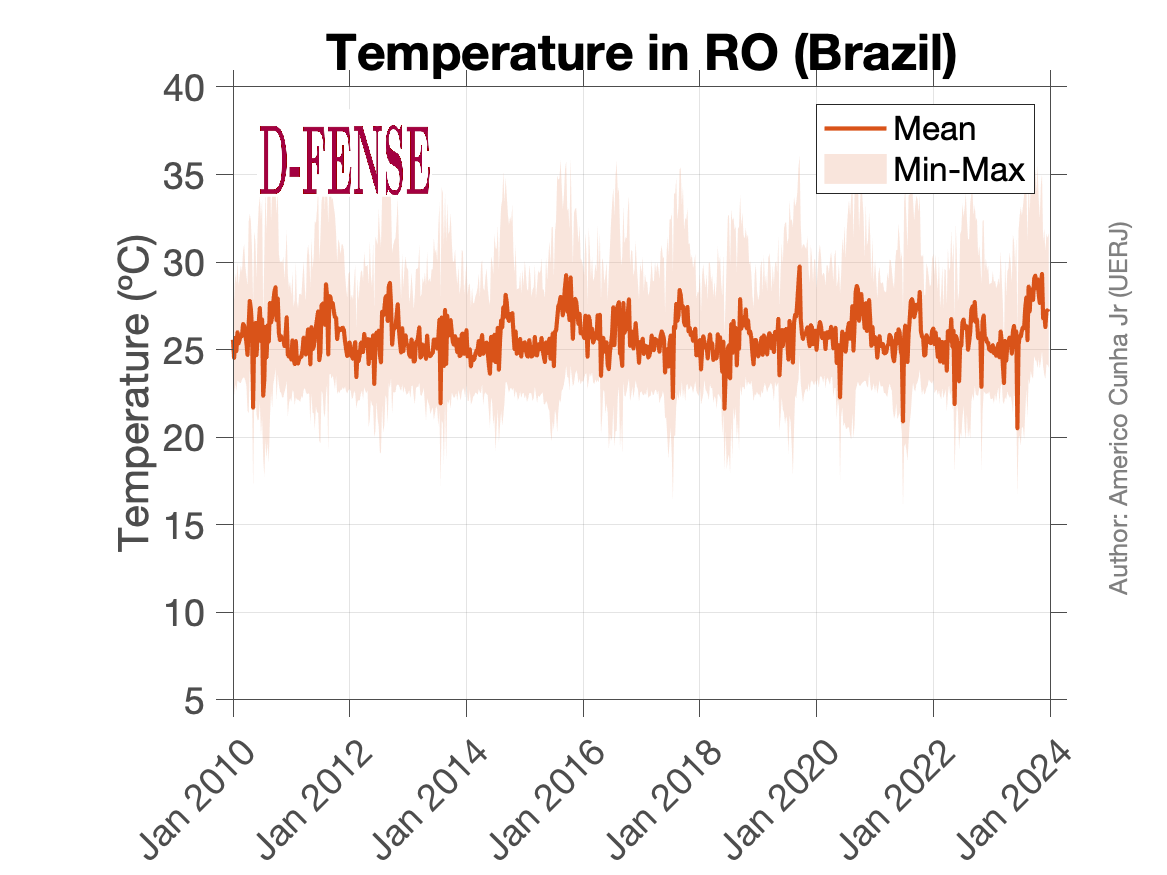 Temperature in RO (Brazil)
D-FENSE
Mean
Min-Max
Temperature (ºC)
40
35
30
25
20
15
10
5
Jan 2010
Jan 2012
Jan 2014
Jan 2016
Jan 2018
Jan 2020
Jan 2022
Jan 2024
Author: Americo Cunha Jr (UERJ)